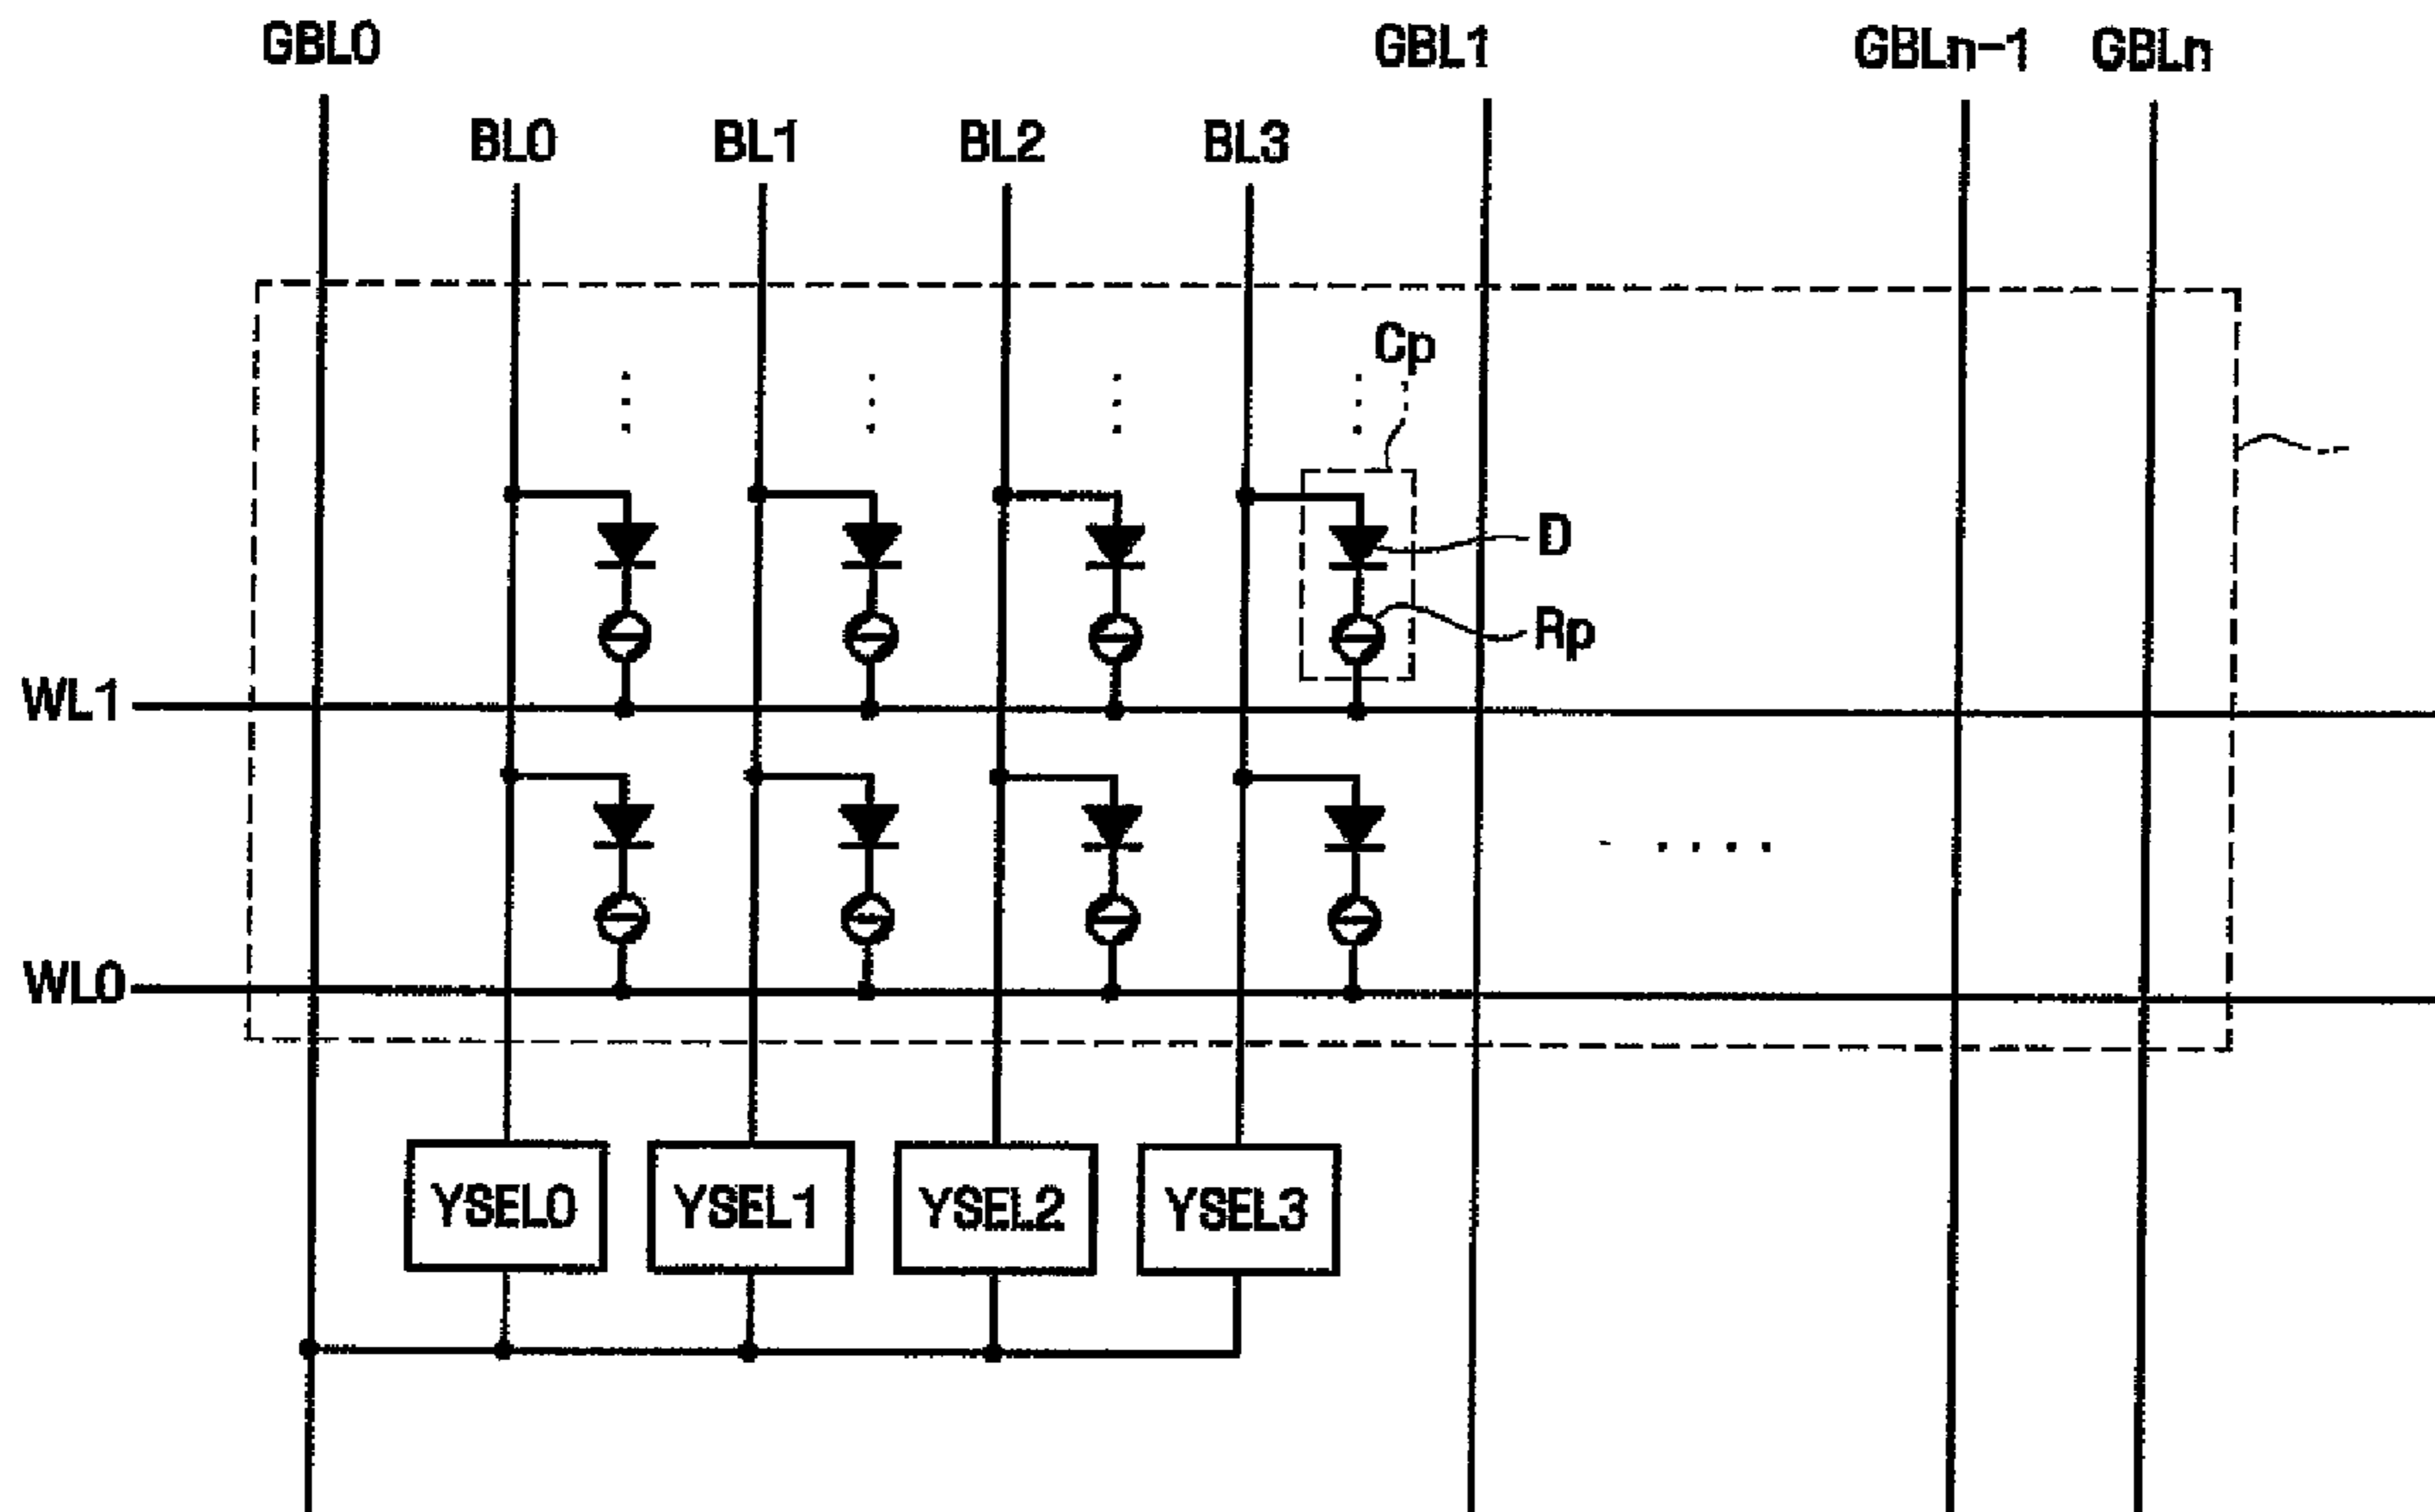 GBL0 GBL1 GBLn-1 GBLn
BL0 BL1 BL2 BL3
Cp
D
Rp
WL1
WL0
YSEL0 YSEL1 YSEL2 YSEL3